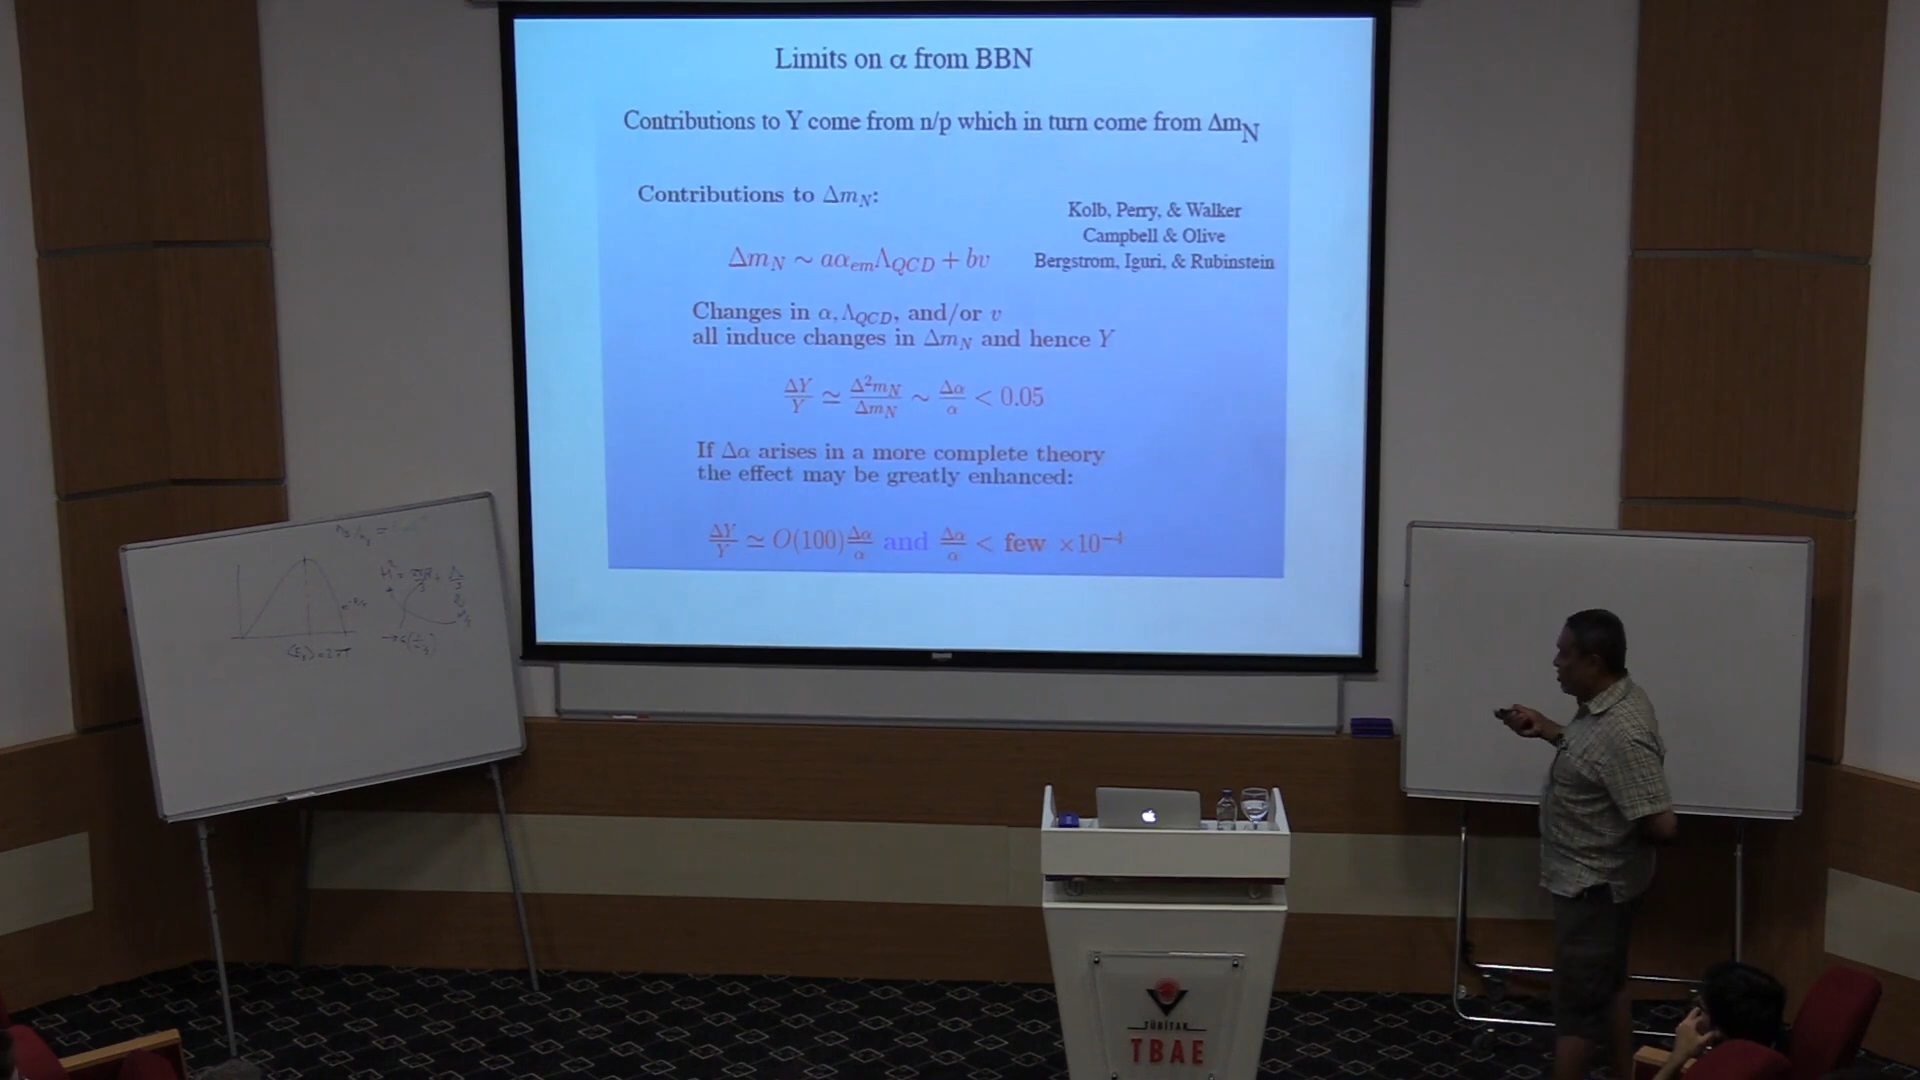 Limits on α from BBN
Contributions to Y come from n/p which in turn come from Δm_N
Contributions to Δm_N:
Kolb, Perry, & Walker
Campbell & Olive
Bergstrom, Iguri, & Rubinstein
Δm_N ∼ aα_em Λ_QCD + bv
Changes in α, Λ_QCD, and/or v
all induce changes in Δm_N and hence Y
ΔY/Y ≃ Δ²m_N/Δm_N ∼ Δα/α < 0.05
If Δα arises in a more complete theory
the effect may be greatly enhanced:
ΔY/Y ≃ O(100) Δα/α and Δα/α < few ×10⁻⁴
TÜBİTAK
TBAE